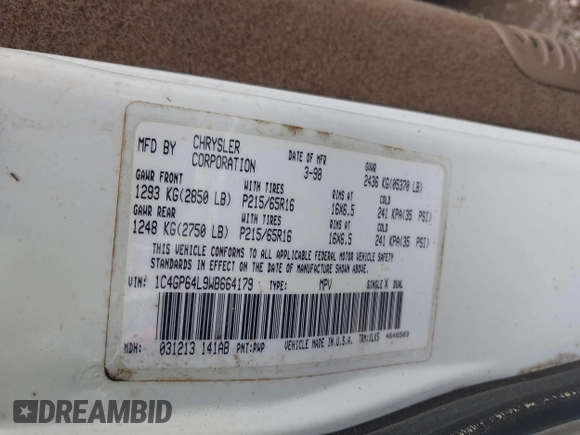 MFD BY CHRYSLER CORPORATION DATE OF MFR 3-98 GVWR 2436 KG(05370 LB)
GAWR FRONT WITH TIRES RIMS AT COLD
1293 KG(2850 LB) P215/65R16 16X6.5 241 KPA(35 PSI)
GAWR REAR WITH TIRES RIMS AT COLD
1248 KG(2750 LB) P215/65R16 16X6.5 241 KPA(35 PSI)
THIS VEHICLE CONFORMS TO ALL APPLICABLE FEDERAL MOTOR VEHICLE SAFETY
STANDARDS IN EFFECT ON THE DATE OF MANUFACTURE SHOWN ABOVE.
VIN: 1C4GP64L9WB664179 TYPE: MPV SINGLE X DUAL
MDH: 031213 141AB PNT:PWP VEHICLE MADE IN U.S.A. TRM:VLK5 4648503
DREAMBID